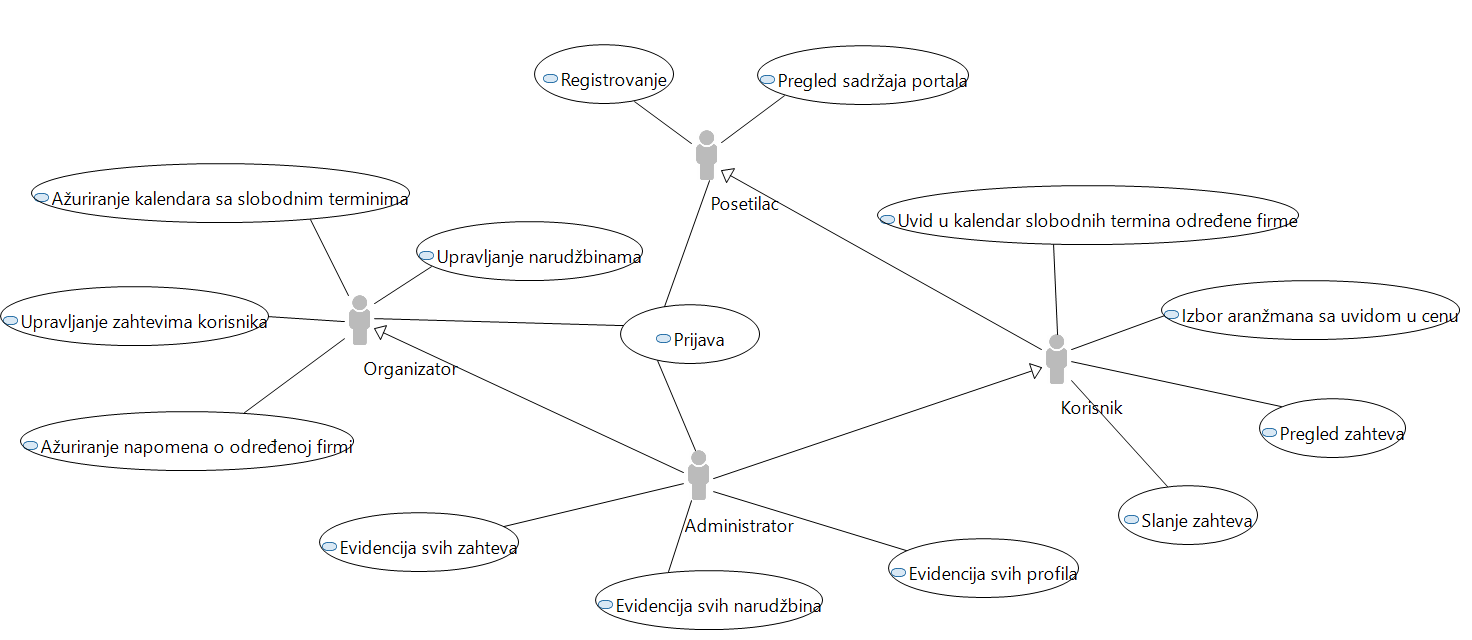 Registrovanje
Pregled sadržaja portala
Posetilac
Ažuriranje kalendara sa slobodnim terminima
Uvid u kalendar slobodnih termina određene firme
Upravljanje narudžbinama
Upravljanje zahtevima korisnika
Izbor aranžmana sa uvidom u cenu
Prijava
Organizator
Korisnik
Ažuriranje napomena o određenoj firmi
Pregled zahteva
Slanje zahteva
Administrator
Evidencija svih zahteva
Evidencija svih profila
Evidencija svih narudžbina